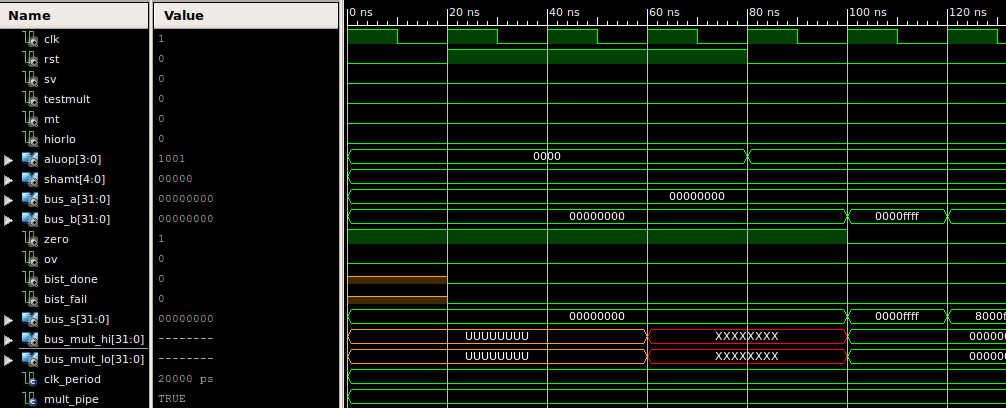 Name Value 0 ns 20 ns 40 ns 60 ns 80 ns 100 ns 120 ns
clk 1
rst 0
sv 0
testmult 0
mt 0
hiorlo 0
aluop[3:0] 1001 0000
shamt[4:0] 00000
bus_a[31:0] 00000000 00000000
bus_b[31:0] 00000000 00000000 0000ffff
zero 1
ov 0
bist_done 0
bist_fail 0
bus_s[31:0] 00000000 00000000 0000ffff 8000f
bus_mult_hi[31:0] -------- UUUUUUUU XXXXXXXX 000000
bus_mult_lo[31:0] -------- UUUUUUUU XXXXXXXX 000000
clk_period 20000 ps
mult_pipe TRUE